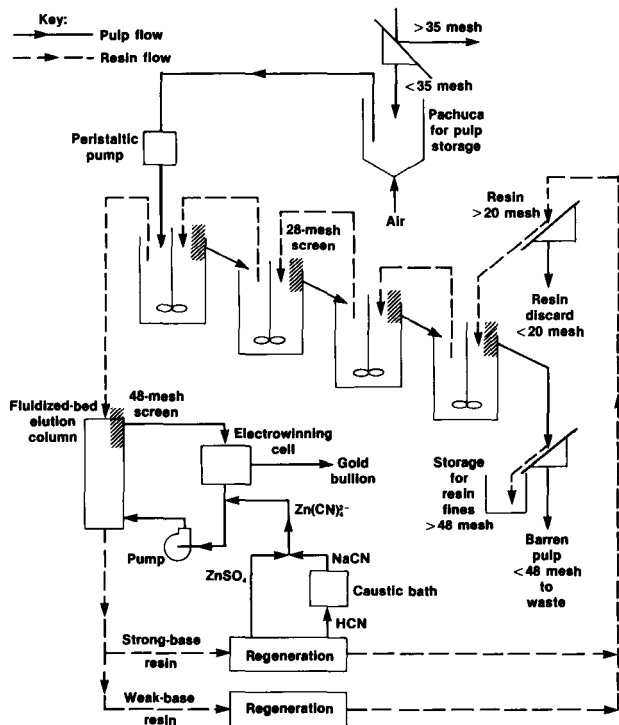 Key:
Pulp flow
Resin flow
>35 mesh
<35 mesh
Pachuca
for pulp
storage
Peristaltic
pump
Air
28-mesh
screen
Resin
>20 mesh
Resin
discard
<20 mesh
48-mesh
screen
Fluidized-bed
elution
column
Electrowinning
cell
Gold
bullion
Storage
for
resin
fines
>48 mesh
Barren
pulp
<48 mesh
to
waste
Zn(CN)₄²⁻
Pump
ZnSO₄
NaCN
Caustic bath
HCN
Strong-base
resin
Regeneration
Weak-base
resin
Regeneration